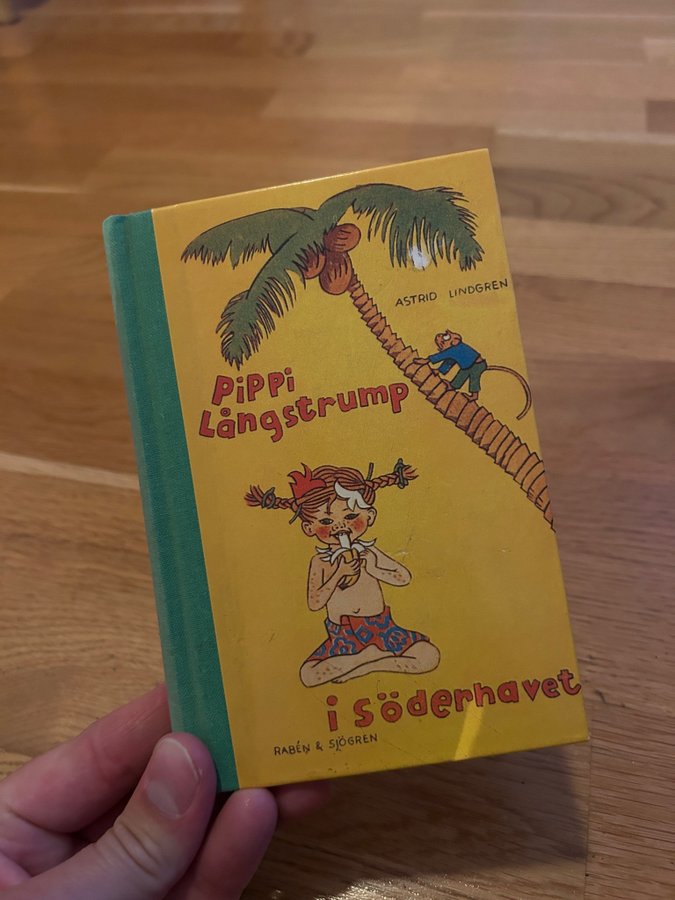 ASTRID LINDGREN
PiPPi
Långstrump
i Söderhavet
RABÉN & SJÖGREN